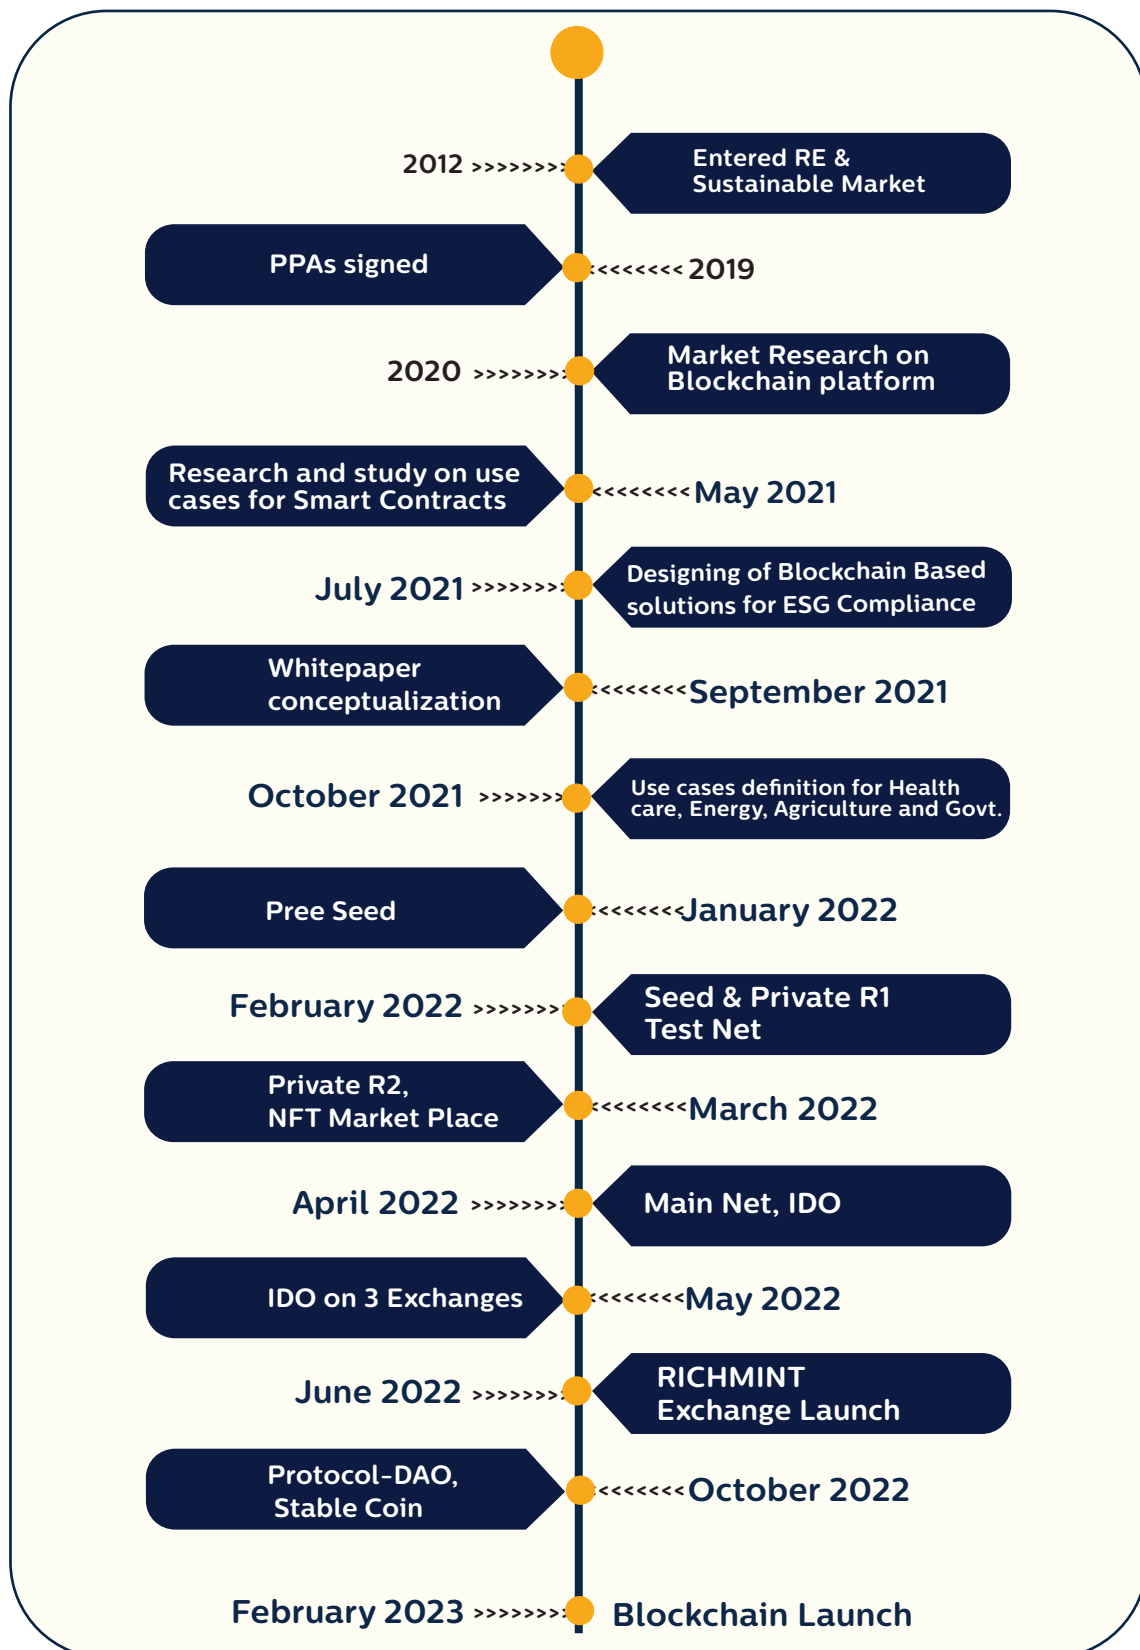 2012 >>>>>>>>
Entered RE &
Sustainable Market
PPAs signed
<<<<<<<< 2019
2020 >>>>>>>>
Market Research on
Blockchain platform
Research and study on use
cases for Smart Contracts
<<<<<<<< May 2021
July 2021 >>>>>>>>
Designing of Blockchain Based
solutions for ESG Compliance
Whitepaper
conceptualization
<<<<<<<< September 2021
October 2021 >>>>>>>
Use cases definition for Health
care, Energy, Agriculture and Govt.
Pree Seed
<<<<<<<< January 2022
February 2022 >>>>>>>>
Seed & Private R1
Test Net
Private R2,
NFT Market Place
<<<<<<<< March 2022
April 2022 >>>>>>>>
Main Net, IDO
IDO on 3 Exchanges
<<<<<<<< May 2022
June 2022 >>>>>>>>
RICHMINT
Exchange Launch
Protocol-DAO,
Stable Coin
<<<<<<<< October 2022
February 2023 >>>>>>>>
Blockchain Launch